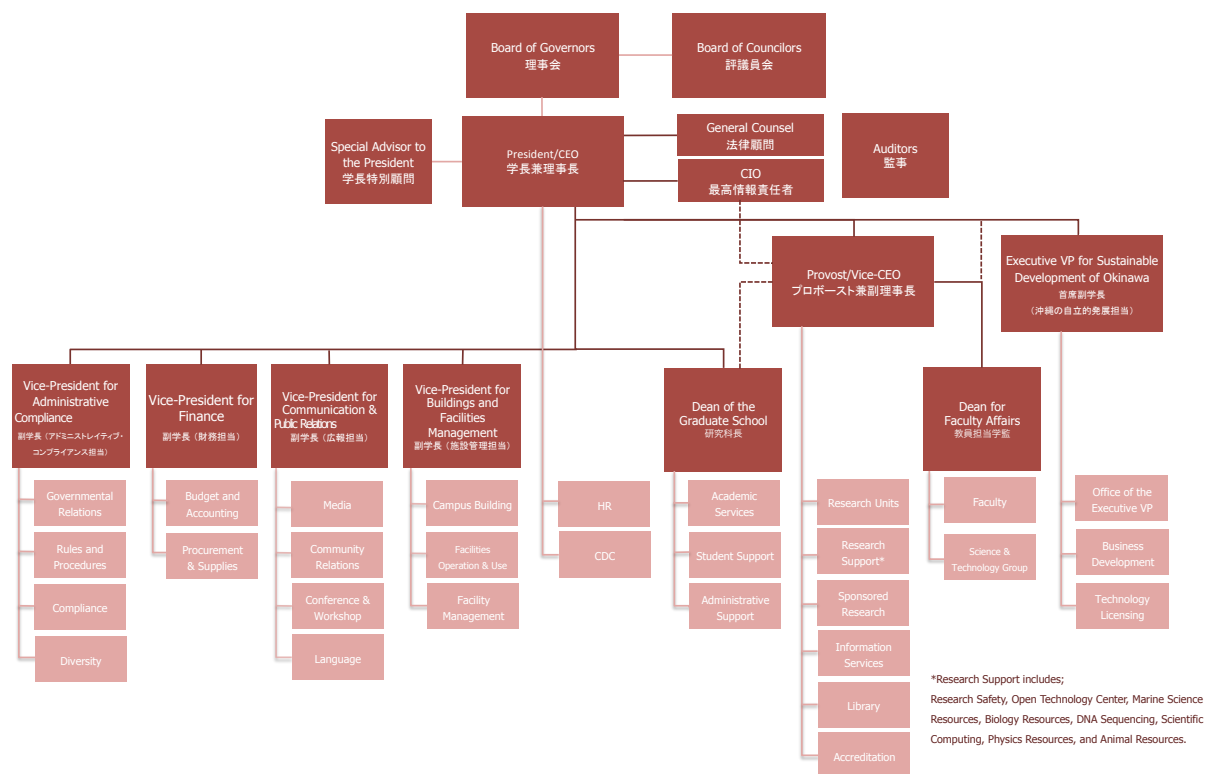 Board of Governors
理事会
Board of Councilors
評議員会
Special Advisor to
the President
学長特別顧問
President/CEO
学長兼理事長
General Counsel
法律顧問
CIO
最高情報責任者
Auditors
監事
Provost/Vice-CEO
プロボースト兼副理事長
Executive VP for Sustainable
Development of Okinawa
首席副学長
（沖縄の自立的発展担当）
Vice-President for
Administrative
Compliance
副学長（アドミニストレイティブ・
コンプライアンス担当）
Vice-President for
Finance
副学長（財務担当）
Vice-President for
Communication &
Public Relations
副学長（広報担当）
Vice-President for
Buildings and
Facilities
Management
副学長（施設管理担当）
Dean of the
Graduate School
研究科長
Dean for
Faculty Affairs
教員担当学監
Governmental
Relations
Rules and
Procedures
Compliance
Diversity
Budget and
Accounting
Procurement
& Supplies
Media
Community
Relations
Conference &
Workshop
Language
Campus Building
Facilities
Operation & Use
Facility
Management
HR
CDC
Academic
Services
Student Support
Administrative
Support
Research Units
Research
Support*
Sponsored
Research
Information
Services
Library
Accreditation
Faculty
Science &
Technology Group
Office of the
Executive VP
Business
Development
Technology
Licensing
*Research Support includes;
Research Safety, Open Technology Center, Marine Science
Resources, Biology Resources, DNA Sequencing, Scientific
Computing, Physics Resources, and Animal Resources.